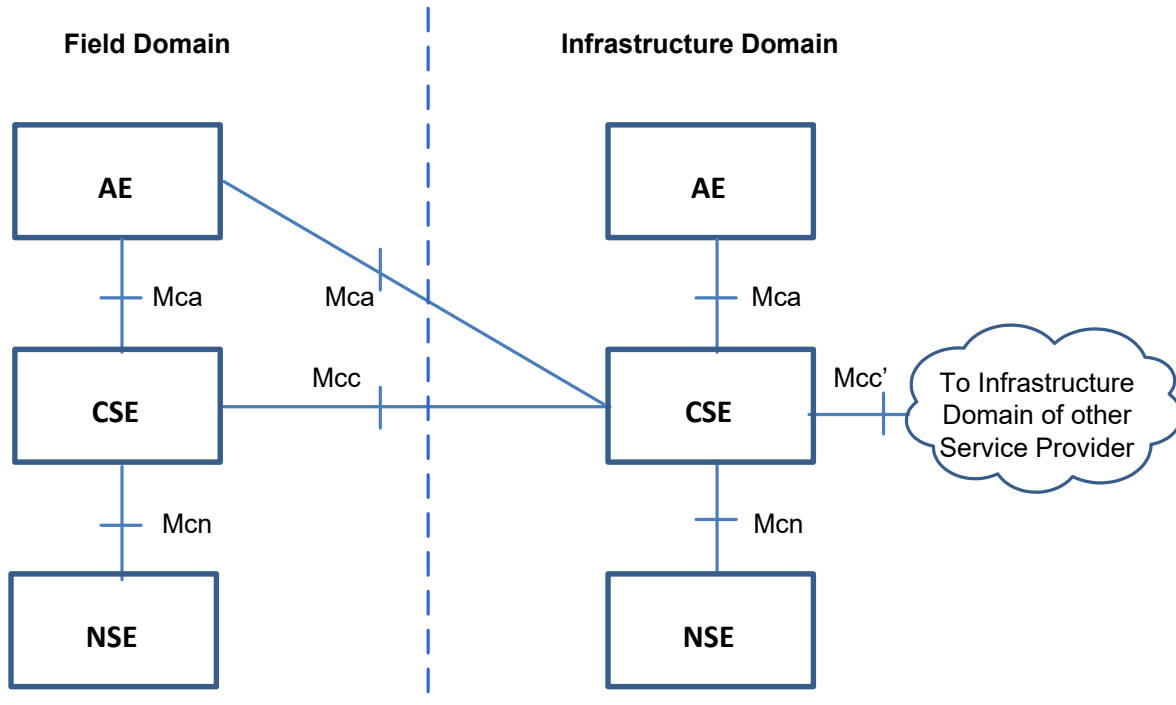 Field Domain
Infrastructure Domain
AE
AE
Mca
Mca
Mca
Mcc
Mcc’
CSE
CSE
To Infrastructure
Domain of other
Service Provider
Mcn
Mcn
NSE
NSE